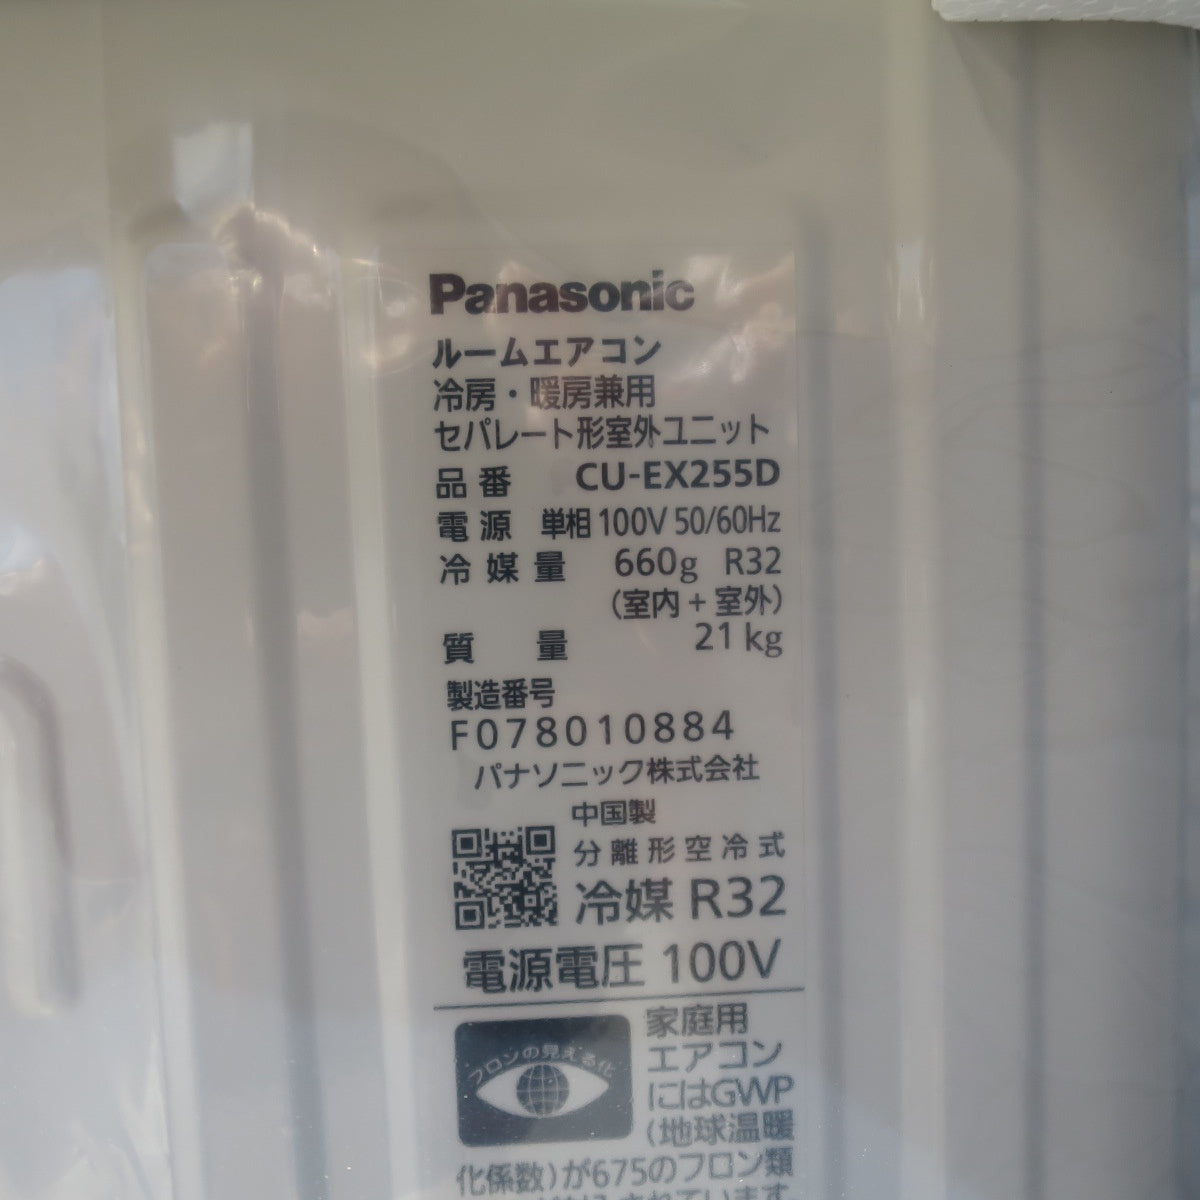 Panasonic
ルームエアコン
冷房・暖房兼用
セパレート形室外ユニット
品番 CU-EX255D
電源 単相 100V 50/60Hz
冷媒量 660g R32
(室内+室外)
質量 21kg
製造番号
F078010884
パナソニック株式会社
中国製
分離形空冷式
冷媒 R32
電源電圧 100V
フロンの見える化
家庭用
エアコン
にはGWP
(地球温暖
化係数)が675のフロン類
されています